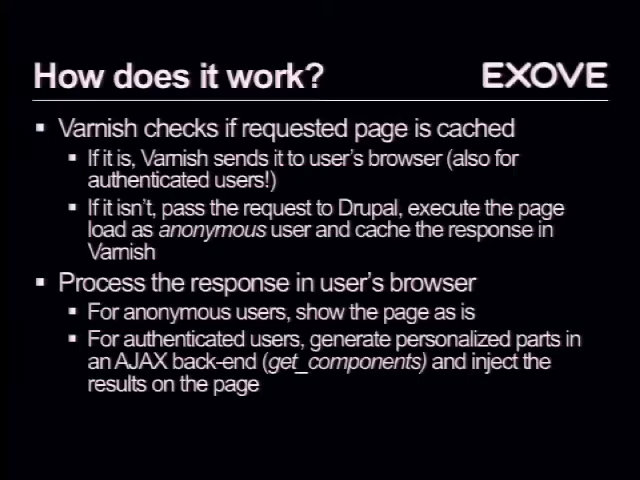 How does it work?
EXOVE
▪ Varnish checks if requested page is cached
▪ If it is, Varnish sends it to user's browser (also for
authenticated users!)
▪ If it isn't, pass the request to Drupal, execute the page
load as anonymous user and cache the response in
Varnish
▪ Process the response in user's browser
▪ For anonymous users, show the page as is
▪ For authenticated users, generate personalized parts in
an AJAX back-end (get_components) and inject the
results on the page